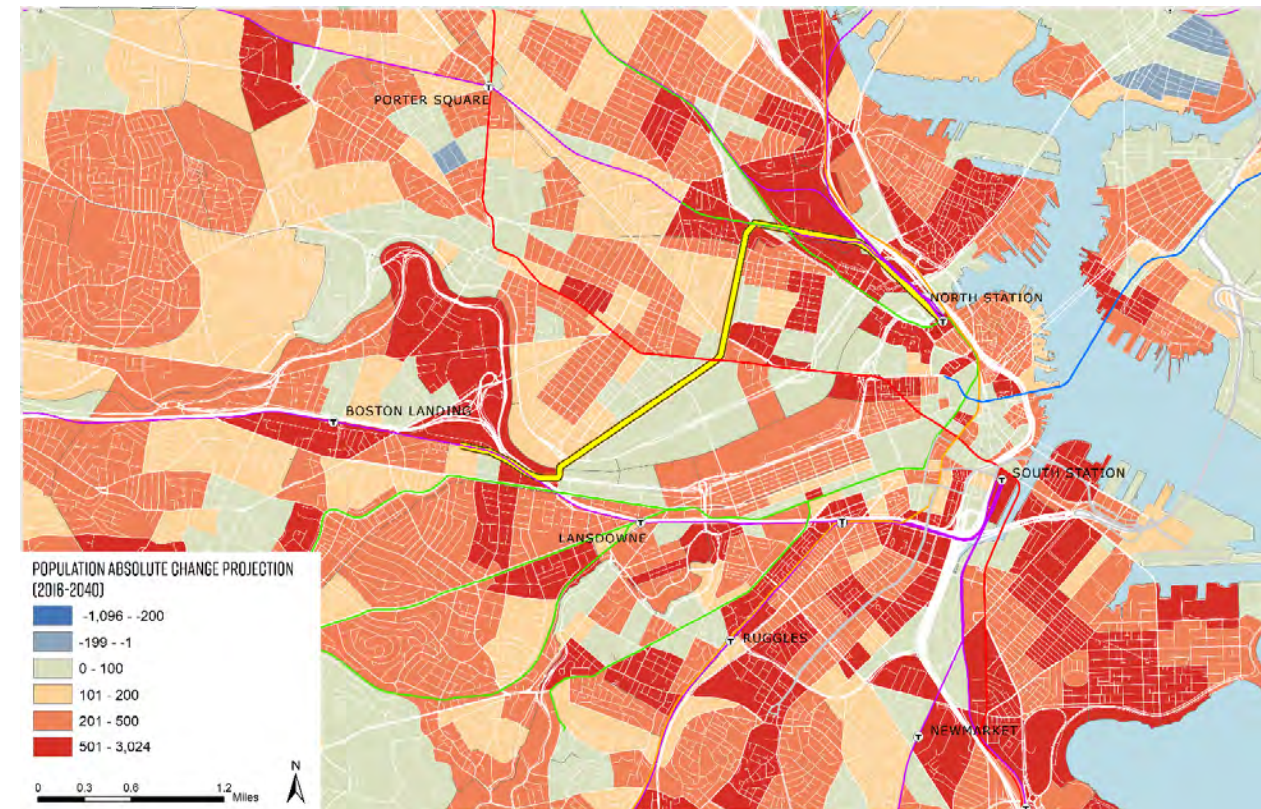 PORTER SQUARE
T
NORTH STATION
T
BOSTON LANDING
T
SOUTH STATION
T
LANSDOWNE
T
T
RUGGLES
T
NEWMARKET
T
T
POPULATION ABSOLUTE CHANGE PROJECTION
(2016-2040)
-1,096 - -200
-199 - -1
0 - 100
101 - 200
201 - 500
501 - 3,024
0 0.3 0.6 1.2
Miles
N